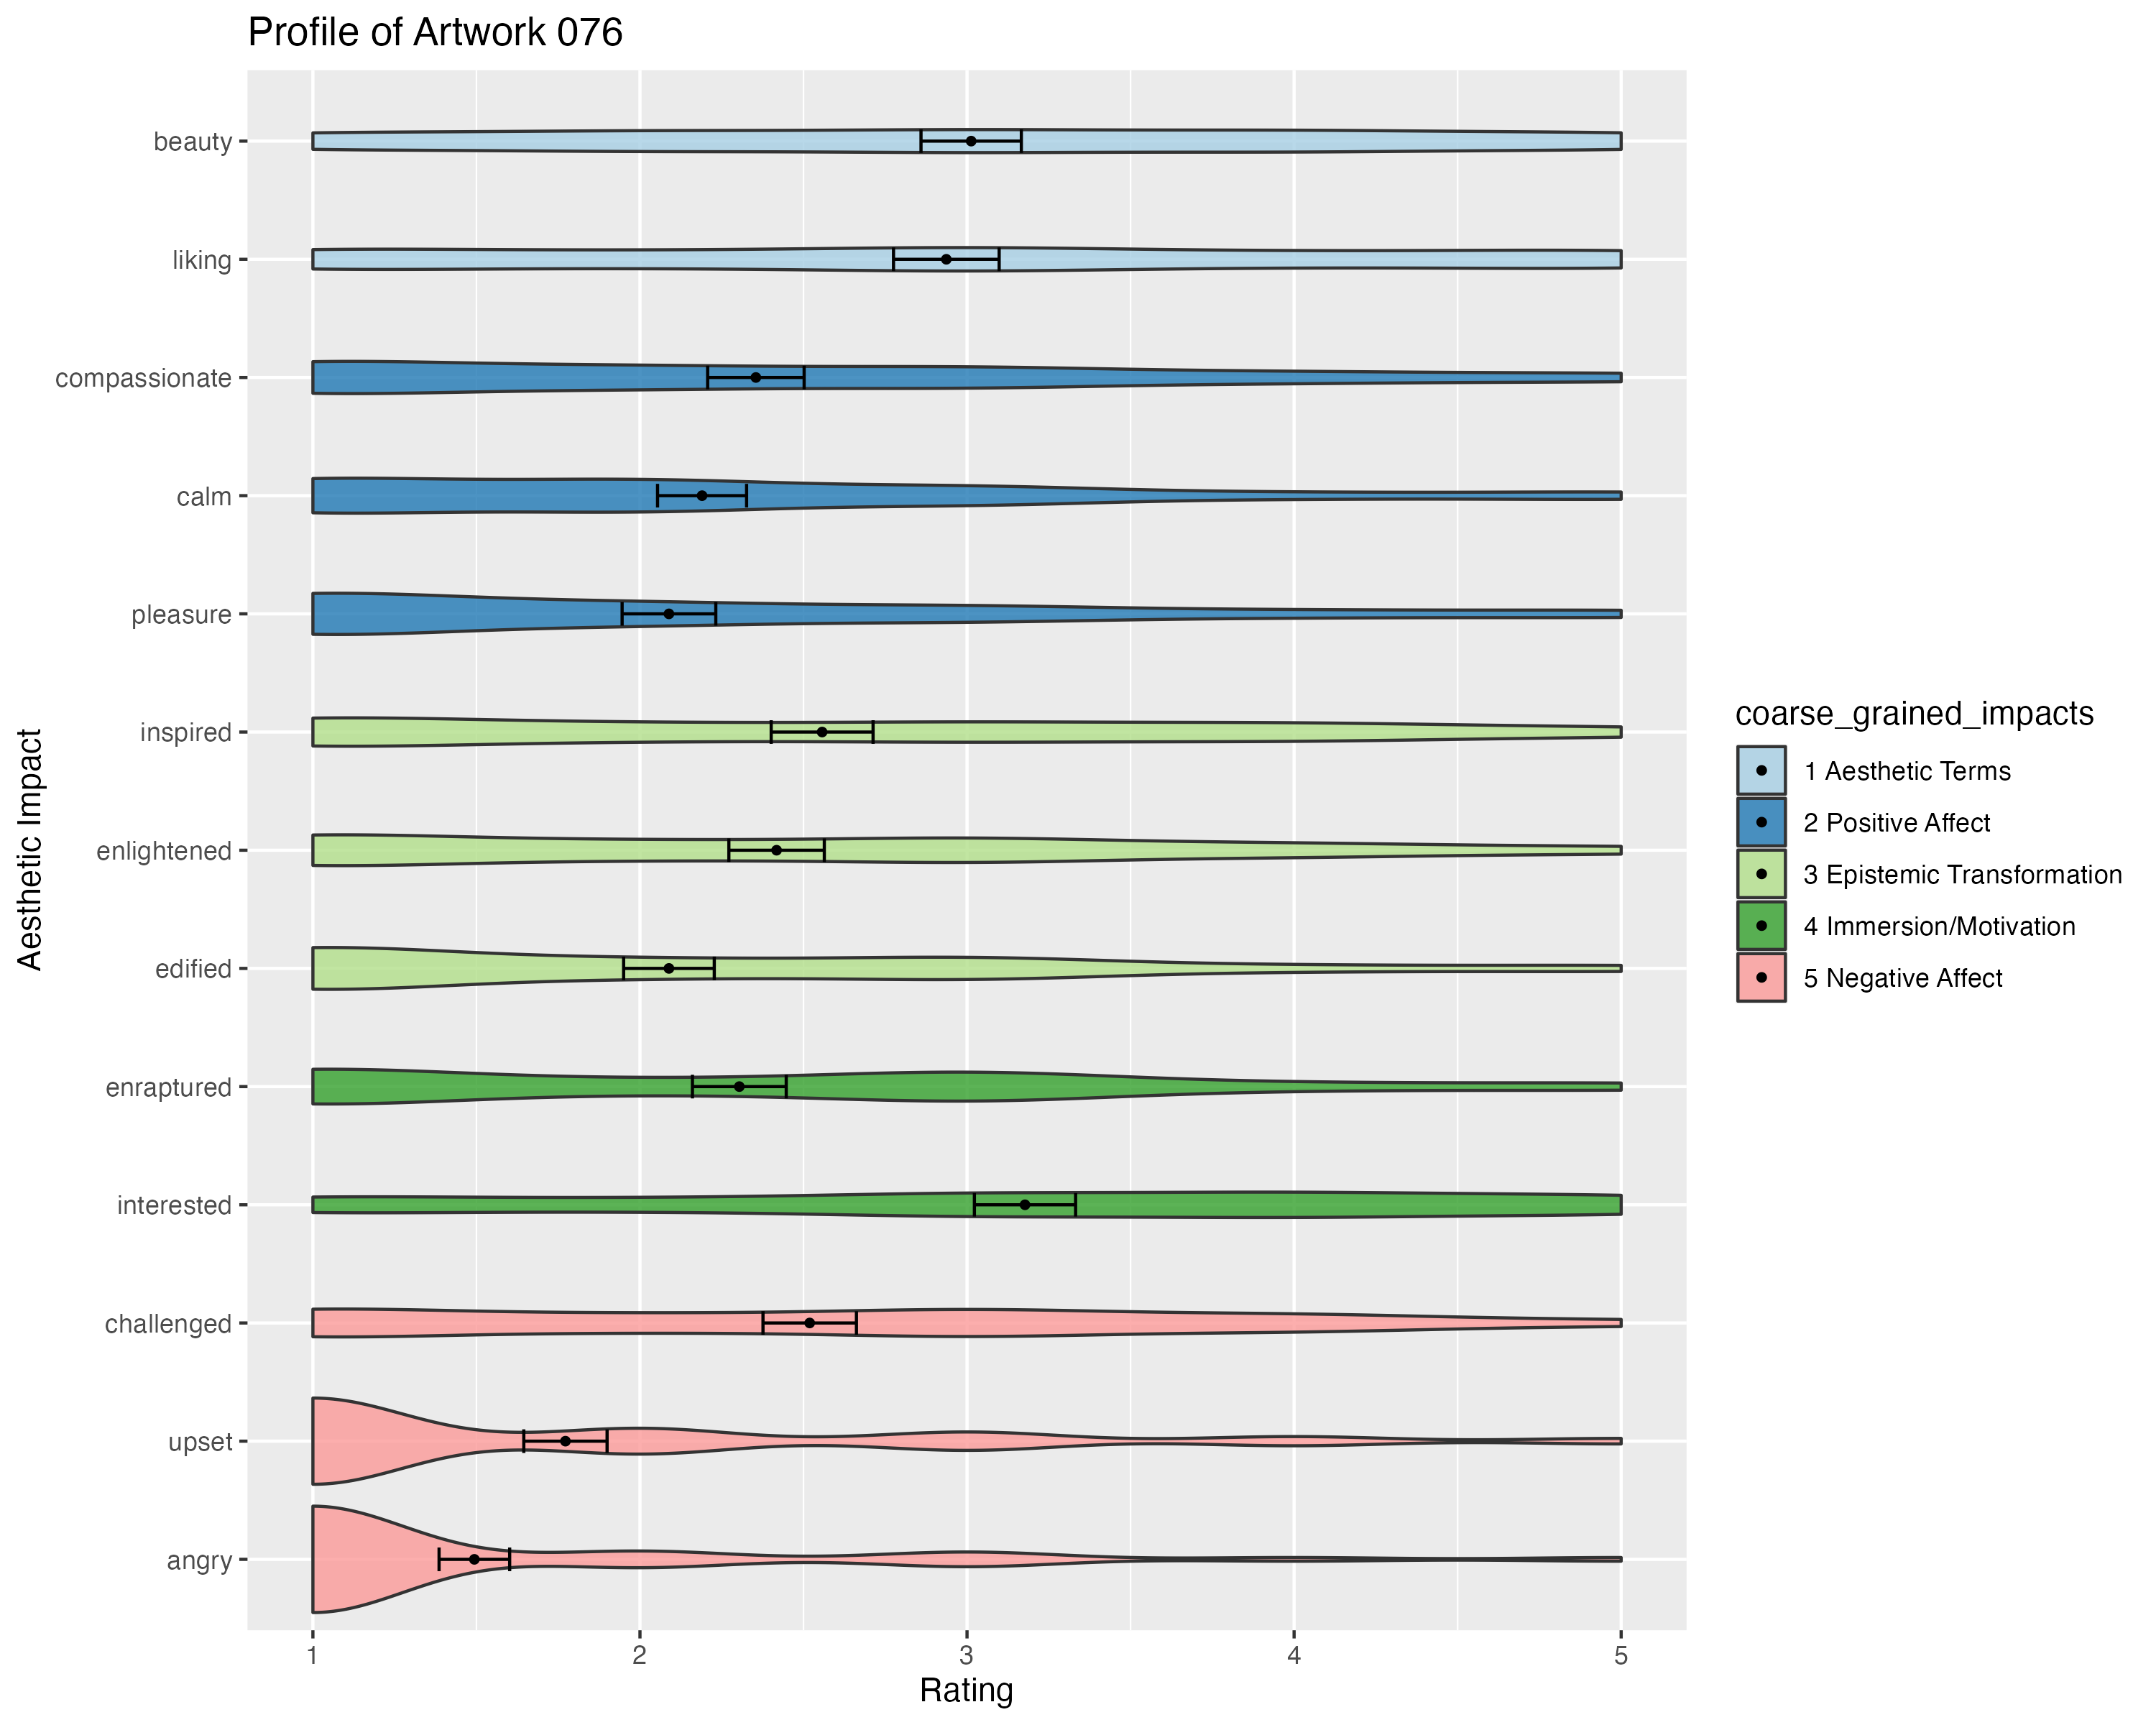 Profile of Artwork 076
Aesthetic Impact
beauty
liking
compassionate
calm
pleasure
inspired
enlightened
edified
enraptured
interested
challenged
upset
angry
1 2 3 4 5
Rating
coarse_grained_impacts
1 Aesthetic Terms
2 Positive Affect
3 Epistemic Transformation
4 Immersion/Motivation
5 Negative Affect